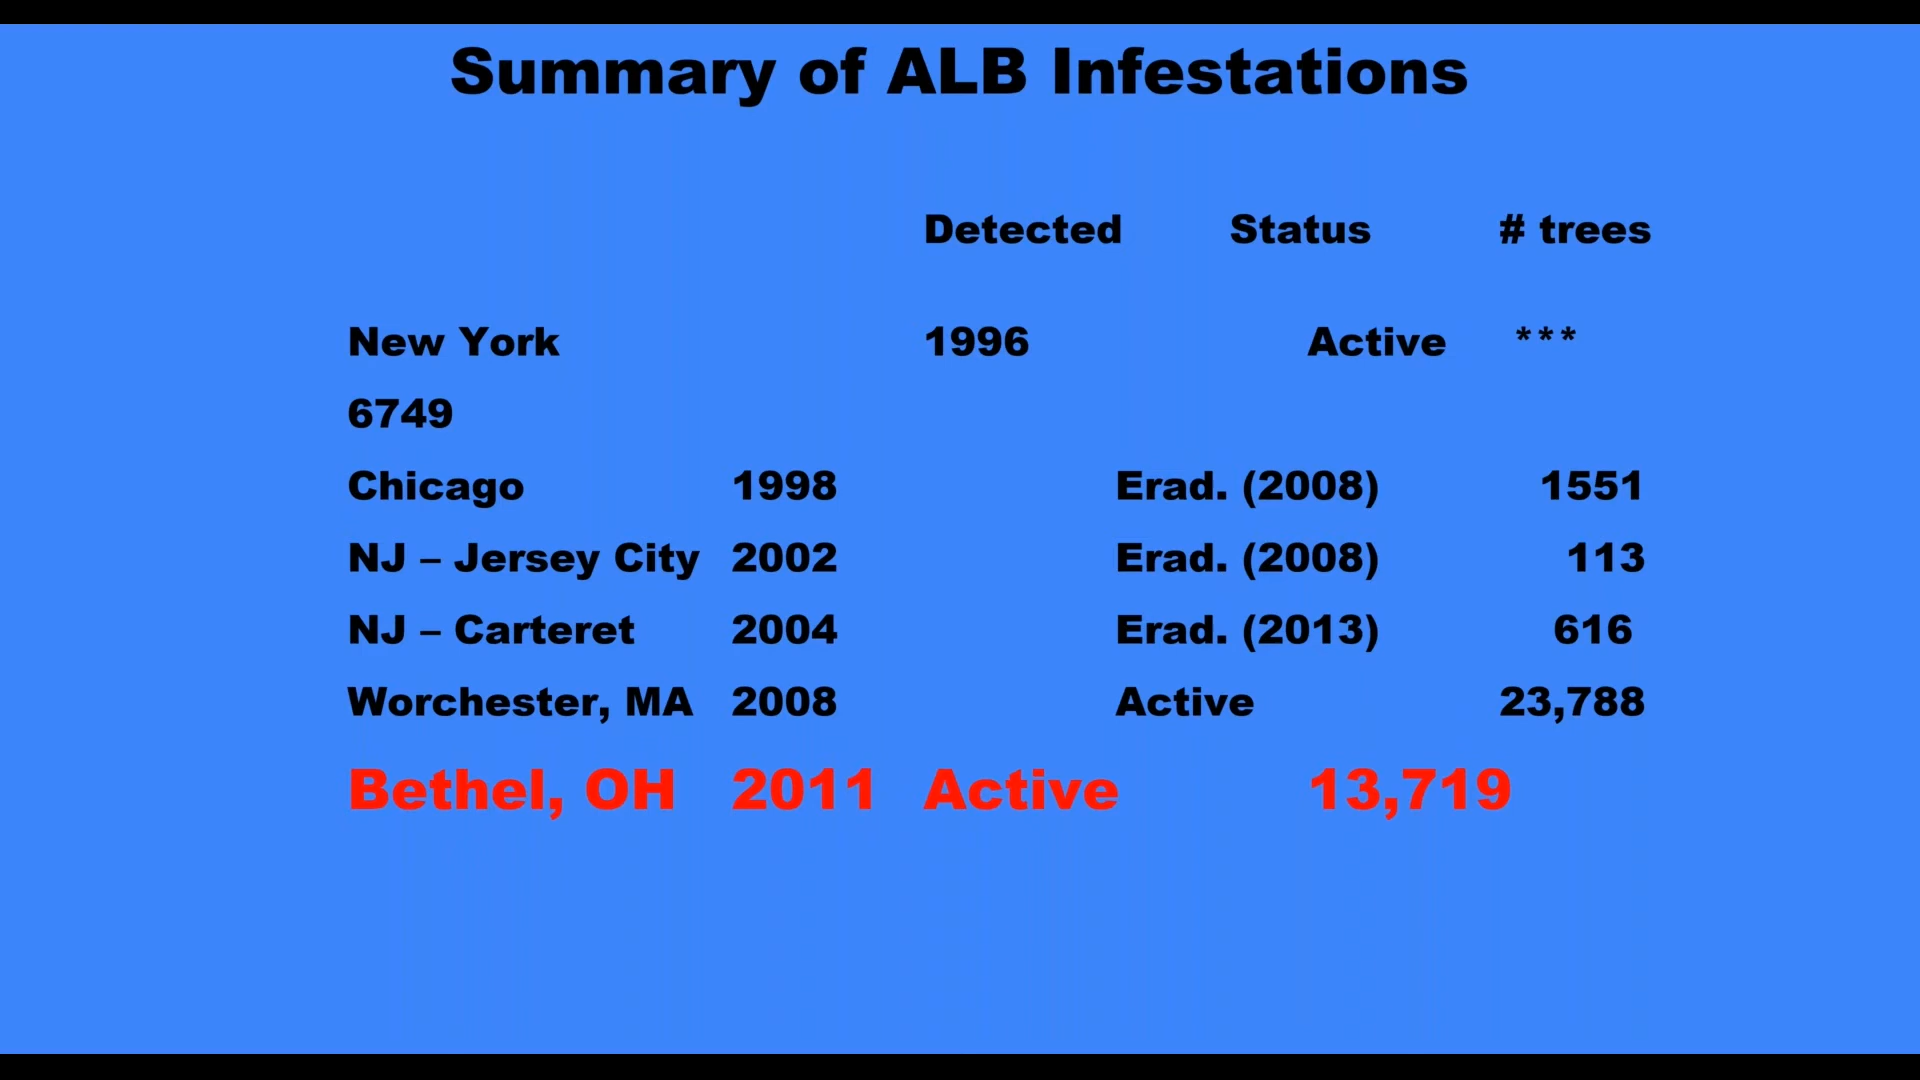 Summary of ALB Infestations
Detected Status # trees
New York 1996 Active ***
6749
Chicago 1998 Erad. (2008) 1551
NJ – Jersey City 2002 Erad. (2008) 113
NJ – Carteret 2004 Erad. (2013) 616
Worchester, MA 2008 Active 23,788
Bethel, OH 2011 Active 13,719